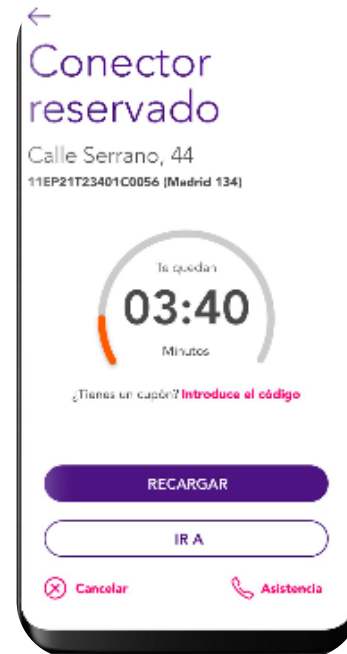 Conector
reservado
Calle Serrano, 44
11EP21T23401C0056 (Madrid 134)
Te quedan
03:40
Minutos
¿Tienes un cupón? Introduce el código
RECARGAR
IR A
Cancelar
Asistencia